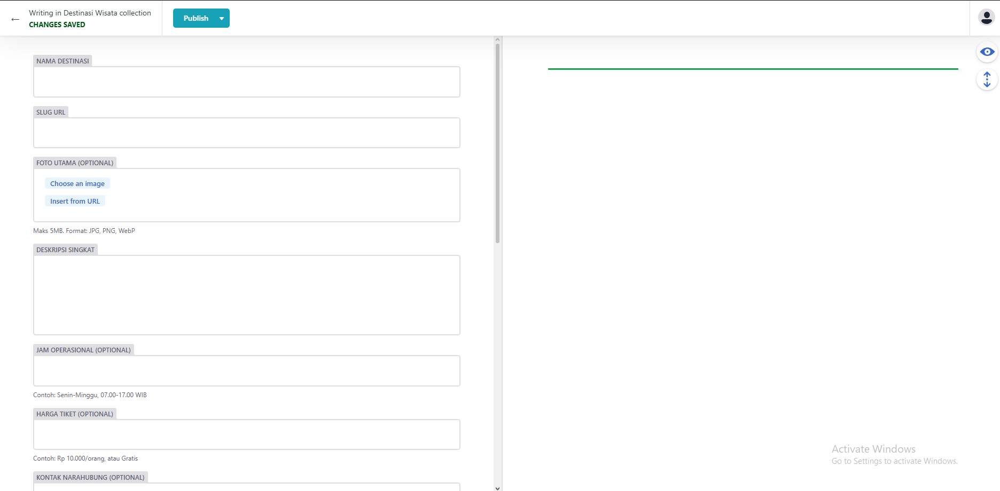 Writing in Destinasi Wisata collection
CHANGES SAVED
Publish
NAMA DESTINASI
SLUG URL
FOTO UTAMA (OPTIONAL)
Choose an image
Insert from URL
Maks 5MB. Format: JPG, PNG, WebP
DESKRIPSI SINGKAT
JAM OPERASIONAL (OPTIONAL)
Contoh: Senin-Minggu, 07.00-17.00 WIB
HARGA TIKET (OPTIONAL)
Contoh: Rp 10.000/orang, atau Gratis
KONTAK NARAHUBUNG (OPTIONAL)
Activate Windows
Go to Settings to activate Windows.